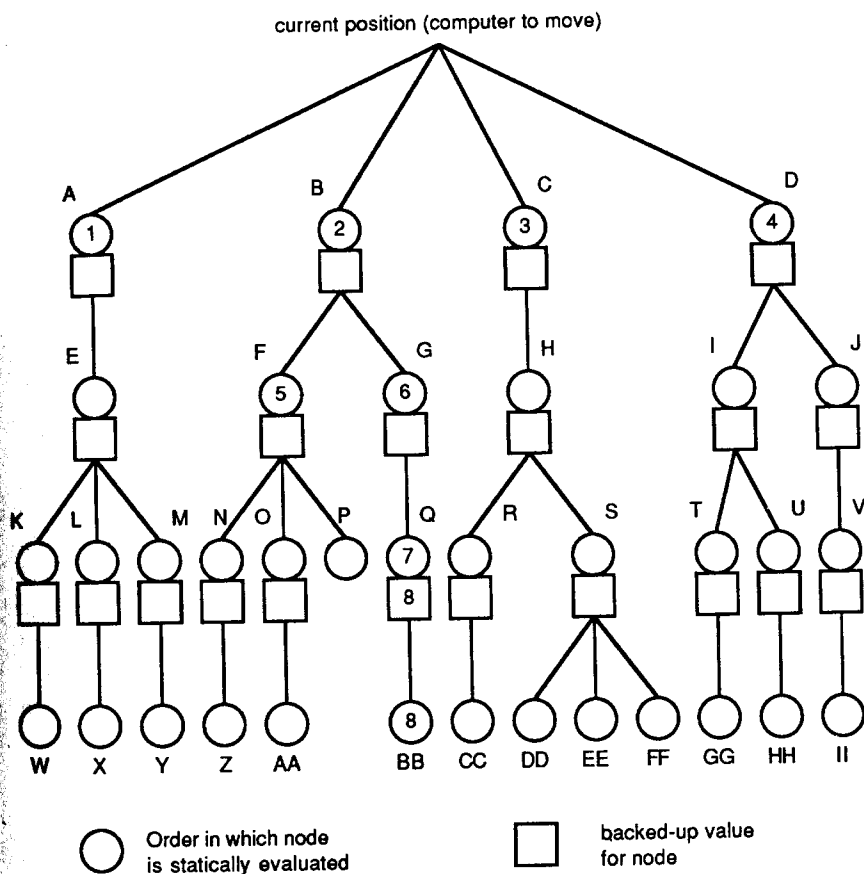 current position (computer to move)
A B C D
1 2 3 4
E F G H I J
5 6
K L M N O P Q R S T U V
7
8
8
W X Y Z AA BB CC DD EE FF GG HH II
Order in which node
is statically evaluated
backed-up value
for node